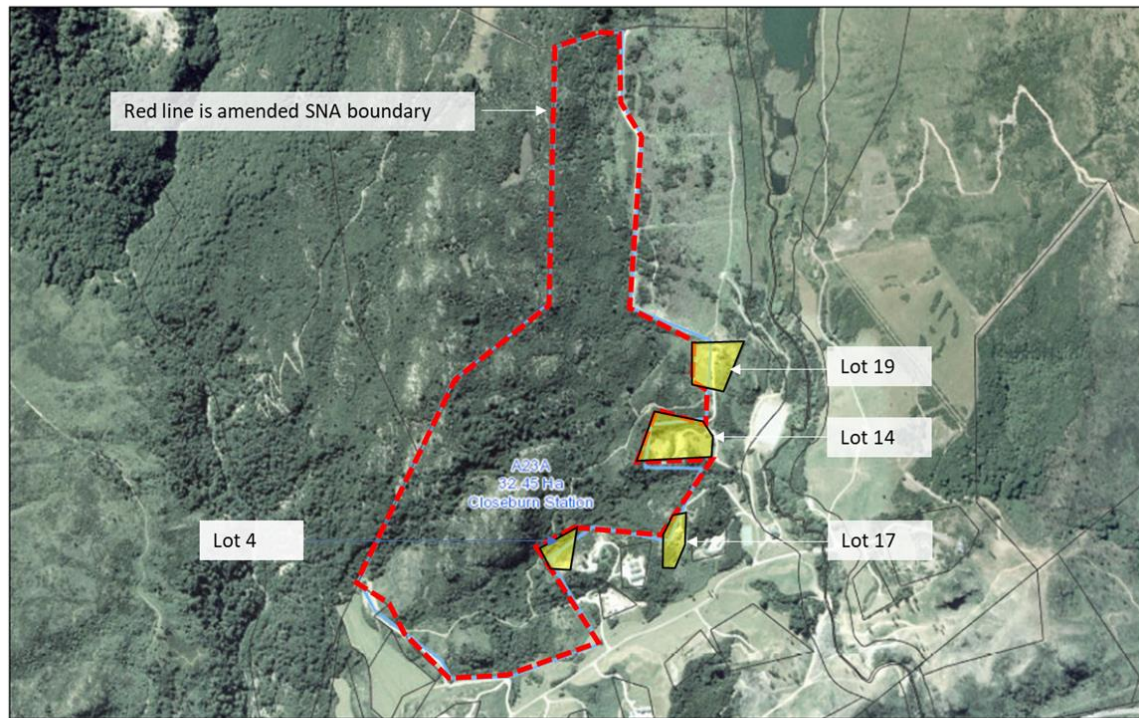 Red line is amended SNA boundary
Lot 19
Lot 14
A23A
32.45 Ha
Closeburn Station
Lot 4
Lot 17